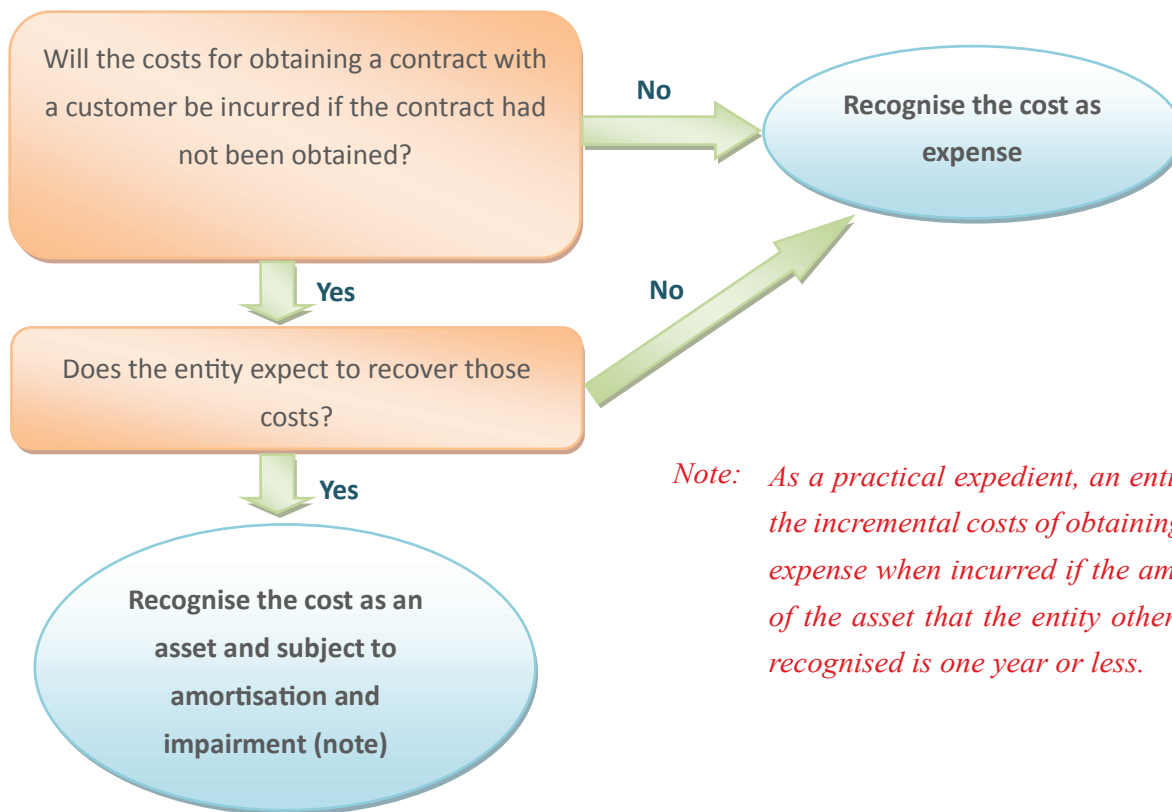 Will the costs for obtaining a contract with
a customer be incurred if the contract had
not been obtained?
No
Recognise the cost as
expense
Yes
No
Does the entity expect to recover those
costs?
Yes
Recognise the cost as an
asset and subject to
amortisation and
impairment (note)
Note: As a practical expedient, an
the incremental costs of obtaining
expense when incurred if the
of the asset that the entity
recognised is one year or less.